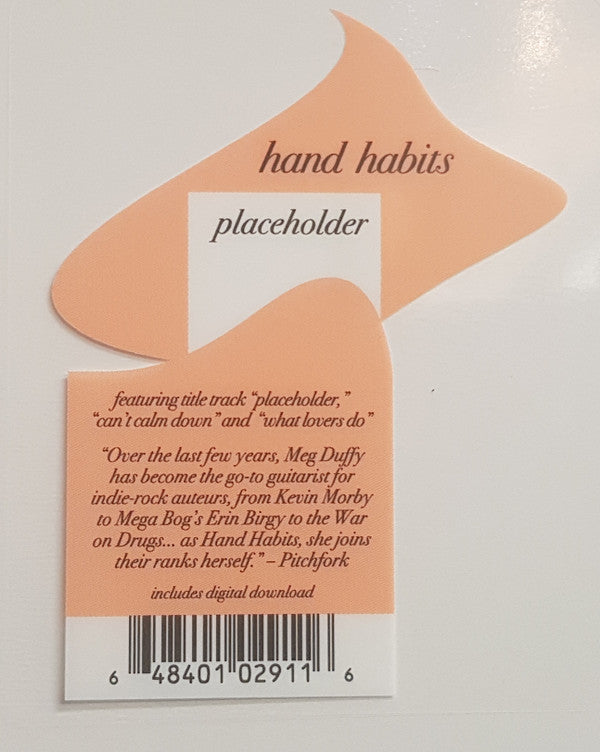 hand habits
placeholder
featuring title track “placeholder,”
“can’t calm down” and “what lovers do”
“Over the last few years, Meg Duffy
has become the go-to guitarist for
indie-rock auteurs, from Kevin Morby
to Mega Bog’s Erin Birgy to the War
on Drugs... as Hand Habits, she joins
their ranks herself.” – Pitchfork
includes digital download
6 48401 02911 6